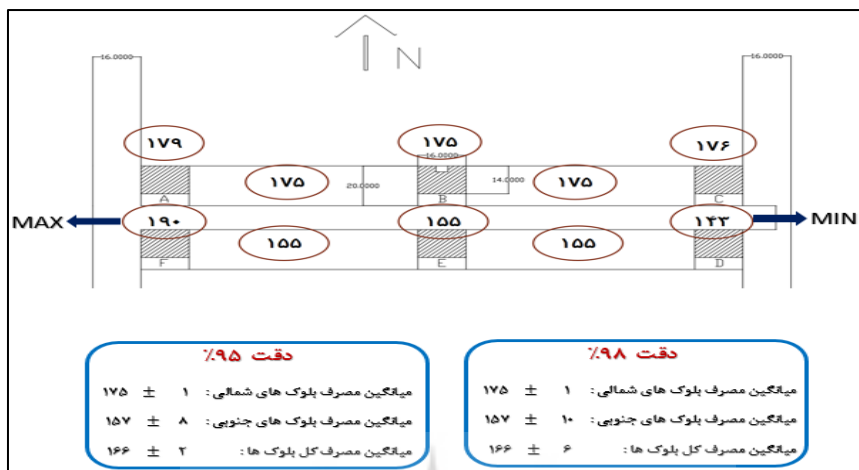 N
16.0000 16.0000
۱۷۹ ۱۷۵ ۱۷۶
16.0000
۱۷۵ 20.0000 14.0000 ۱۷۵
A B C
MAX ۱۹۰ ۱۵۵ ۱۴۳ MIN
۱۵۵ ۱۵۵
F E D
دقت ۹۸%
میانگین مصرف بلوک های شمالی: ۱ ± ۱۷۵
میانگین مصرف بلوک های جنوبی: ۱۰ ± ۱۵۷
میانگین مصرف کل بلوک ها: ۶ ± ۱۶۶
دقت ۹۵%
میانگین مصرف بلوک های شمالی: ۱ ± ۱۷۵
میانگین مصرف بلوک های جنوبی: ۸ ± ۱۵۷
میانگین مصرف کل بلوک ها: ۲ ± ۱۶۶